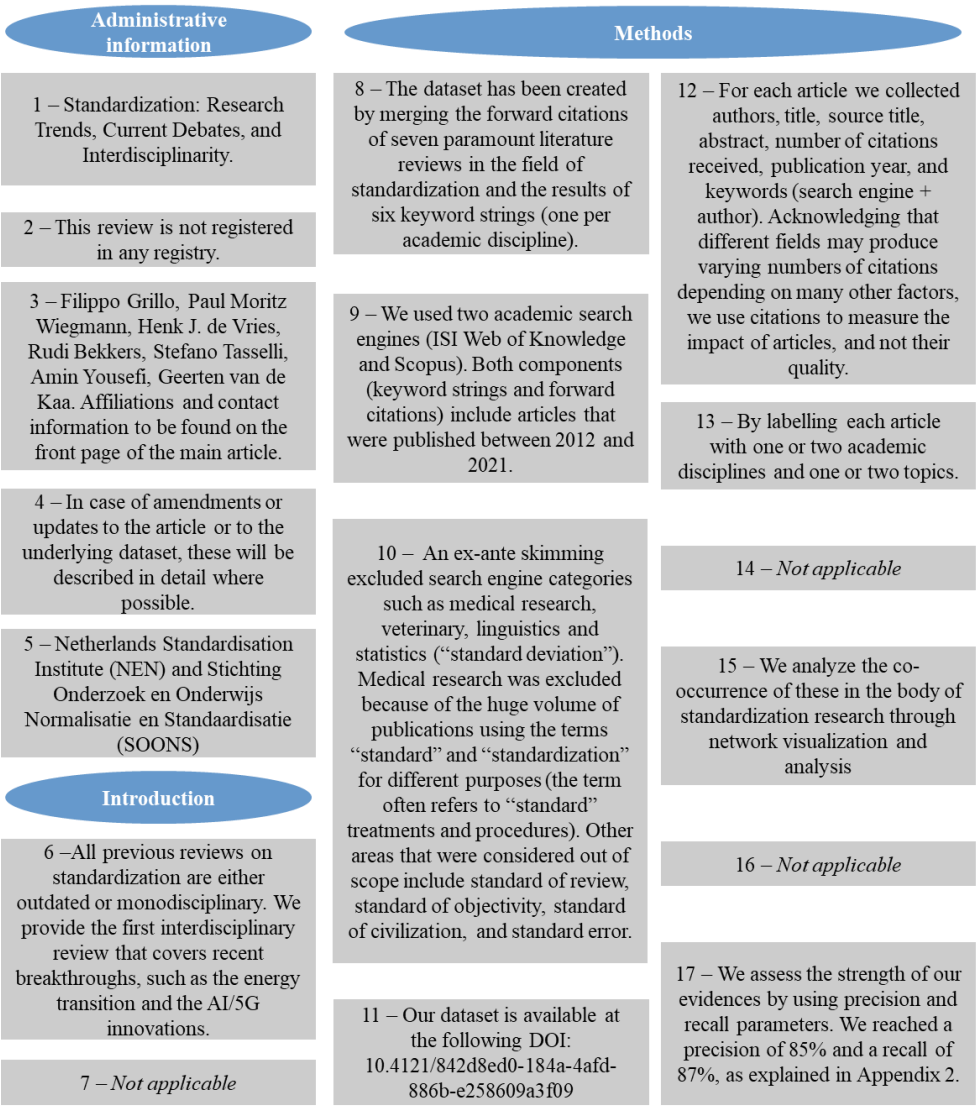 Administrative
information
1 – Standardization: Research
Trends, Current Debates, and
Interdisciplinarity.
2 – This review is not registered
in any registry.
3 – Filippo Grillo, Paul Moritz
Wiegmann, Henk J. de Vries,
Rudi Bekkers, Stefano Tasselli,
Amin Yousefi, Geerten van de
Kaa. Affiliations and contact
information to be found on the
front page of the main article.
4 – In case of amendments or
updates to the article or to the
underlying dataset, these will be
described in detail where
possible.
5 – Netherlands Standardisation
Institute (NEN) and Stichting
Onderzoek en Onderwijs
Normalisatie en Standaardisatie
(SOONS)
Introduction
6 –All previous reviews on
standardization are either
outdated or monodisciplinary. We
provide the first interdisciplinary
review that covers recent
breakthroughs, such as the energy
transition and the AI/5G
innovations.
7 – Not applicable
Methods
8 – The dataset has been created
by merging the forward citations
of seven paramount literature
reviews in the field of
standardization and the results of
six keyword strings (one per
academic discipline).
9 – We used two academic search
engines (ISI Web of Knowledge
and Scopus). Both components
(keyword strings and forward
citations) include articles that
were published between 2012 and
2021.
10 – An ex-ante skimming
excluded search engine categories
such as medical research,
veterinary, linguistics and
statistics (“standard deviation”).
Medical research was excluded
because of the huge volume of
publications using the terms
“standard” and “standardization”
for different purposes (the term
often refers to “standard”
treatments and procedures). Other
areas that were considered out of
scope include standard of review,
standard of objectivity, standard
of civilization, and standard error.
11 – Our dataset is available at
the following DOI:
10.4121/842d8ed0-184a-4afd-
886b-e258609a3f09
12 – For each article we collected
authors, title, source title,
abstract, number of citations
received, publication year, and
keywords (search engine +
author). Acknowledging that
different fields may produce
varying numbers of citations
depending on many other factors,
we use citations to measure the
impact of articles, and not their
quality.
13 – By labelling each article
with one or two academic
disciplines and one or two topics.
14 – Not applicable
15 – We analyze the co-
occurrence of these in the body of
standardization research through
network visualization and
analysis
16 – Not applicable
17 – We assess the strength of our
evidences by using precision and
recall parameters. We reached a
precision of 85% and a recall of
87%, as explained in Appendix 2.